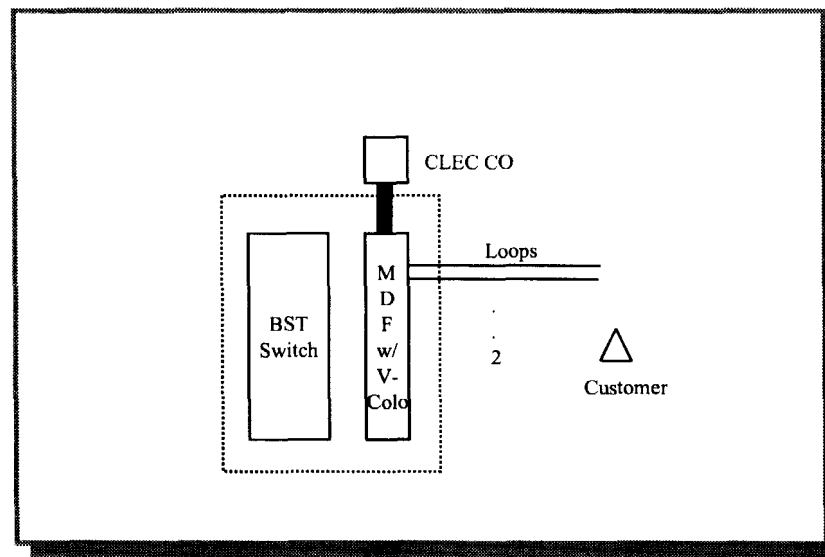 CLEC CO
Loops
BST
Switch
M
D
F
w/
V-
Colo
.
.
2
Customer